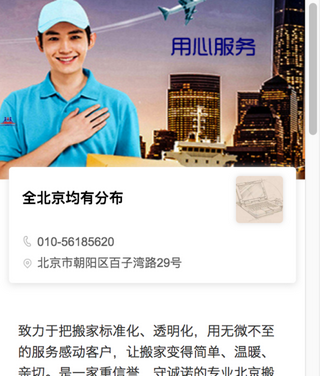 用心服务
全北京均有分布
010-56185620
北京市朝阳区百子湾路29号
致力于把搬家标准化、透明化，用无微不至
的服务感动客户，让搬家变得简单、温暖、
亲切。是一家重信誉、守诚诺的专业北京搬